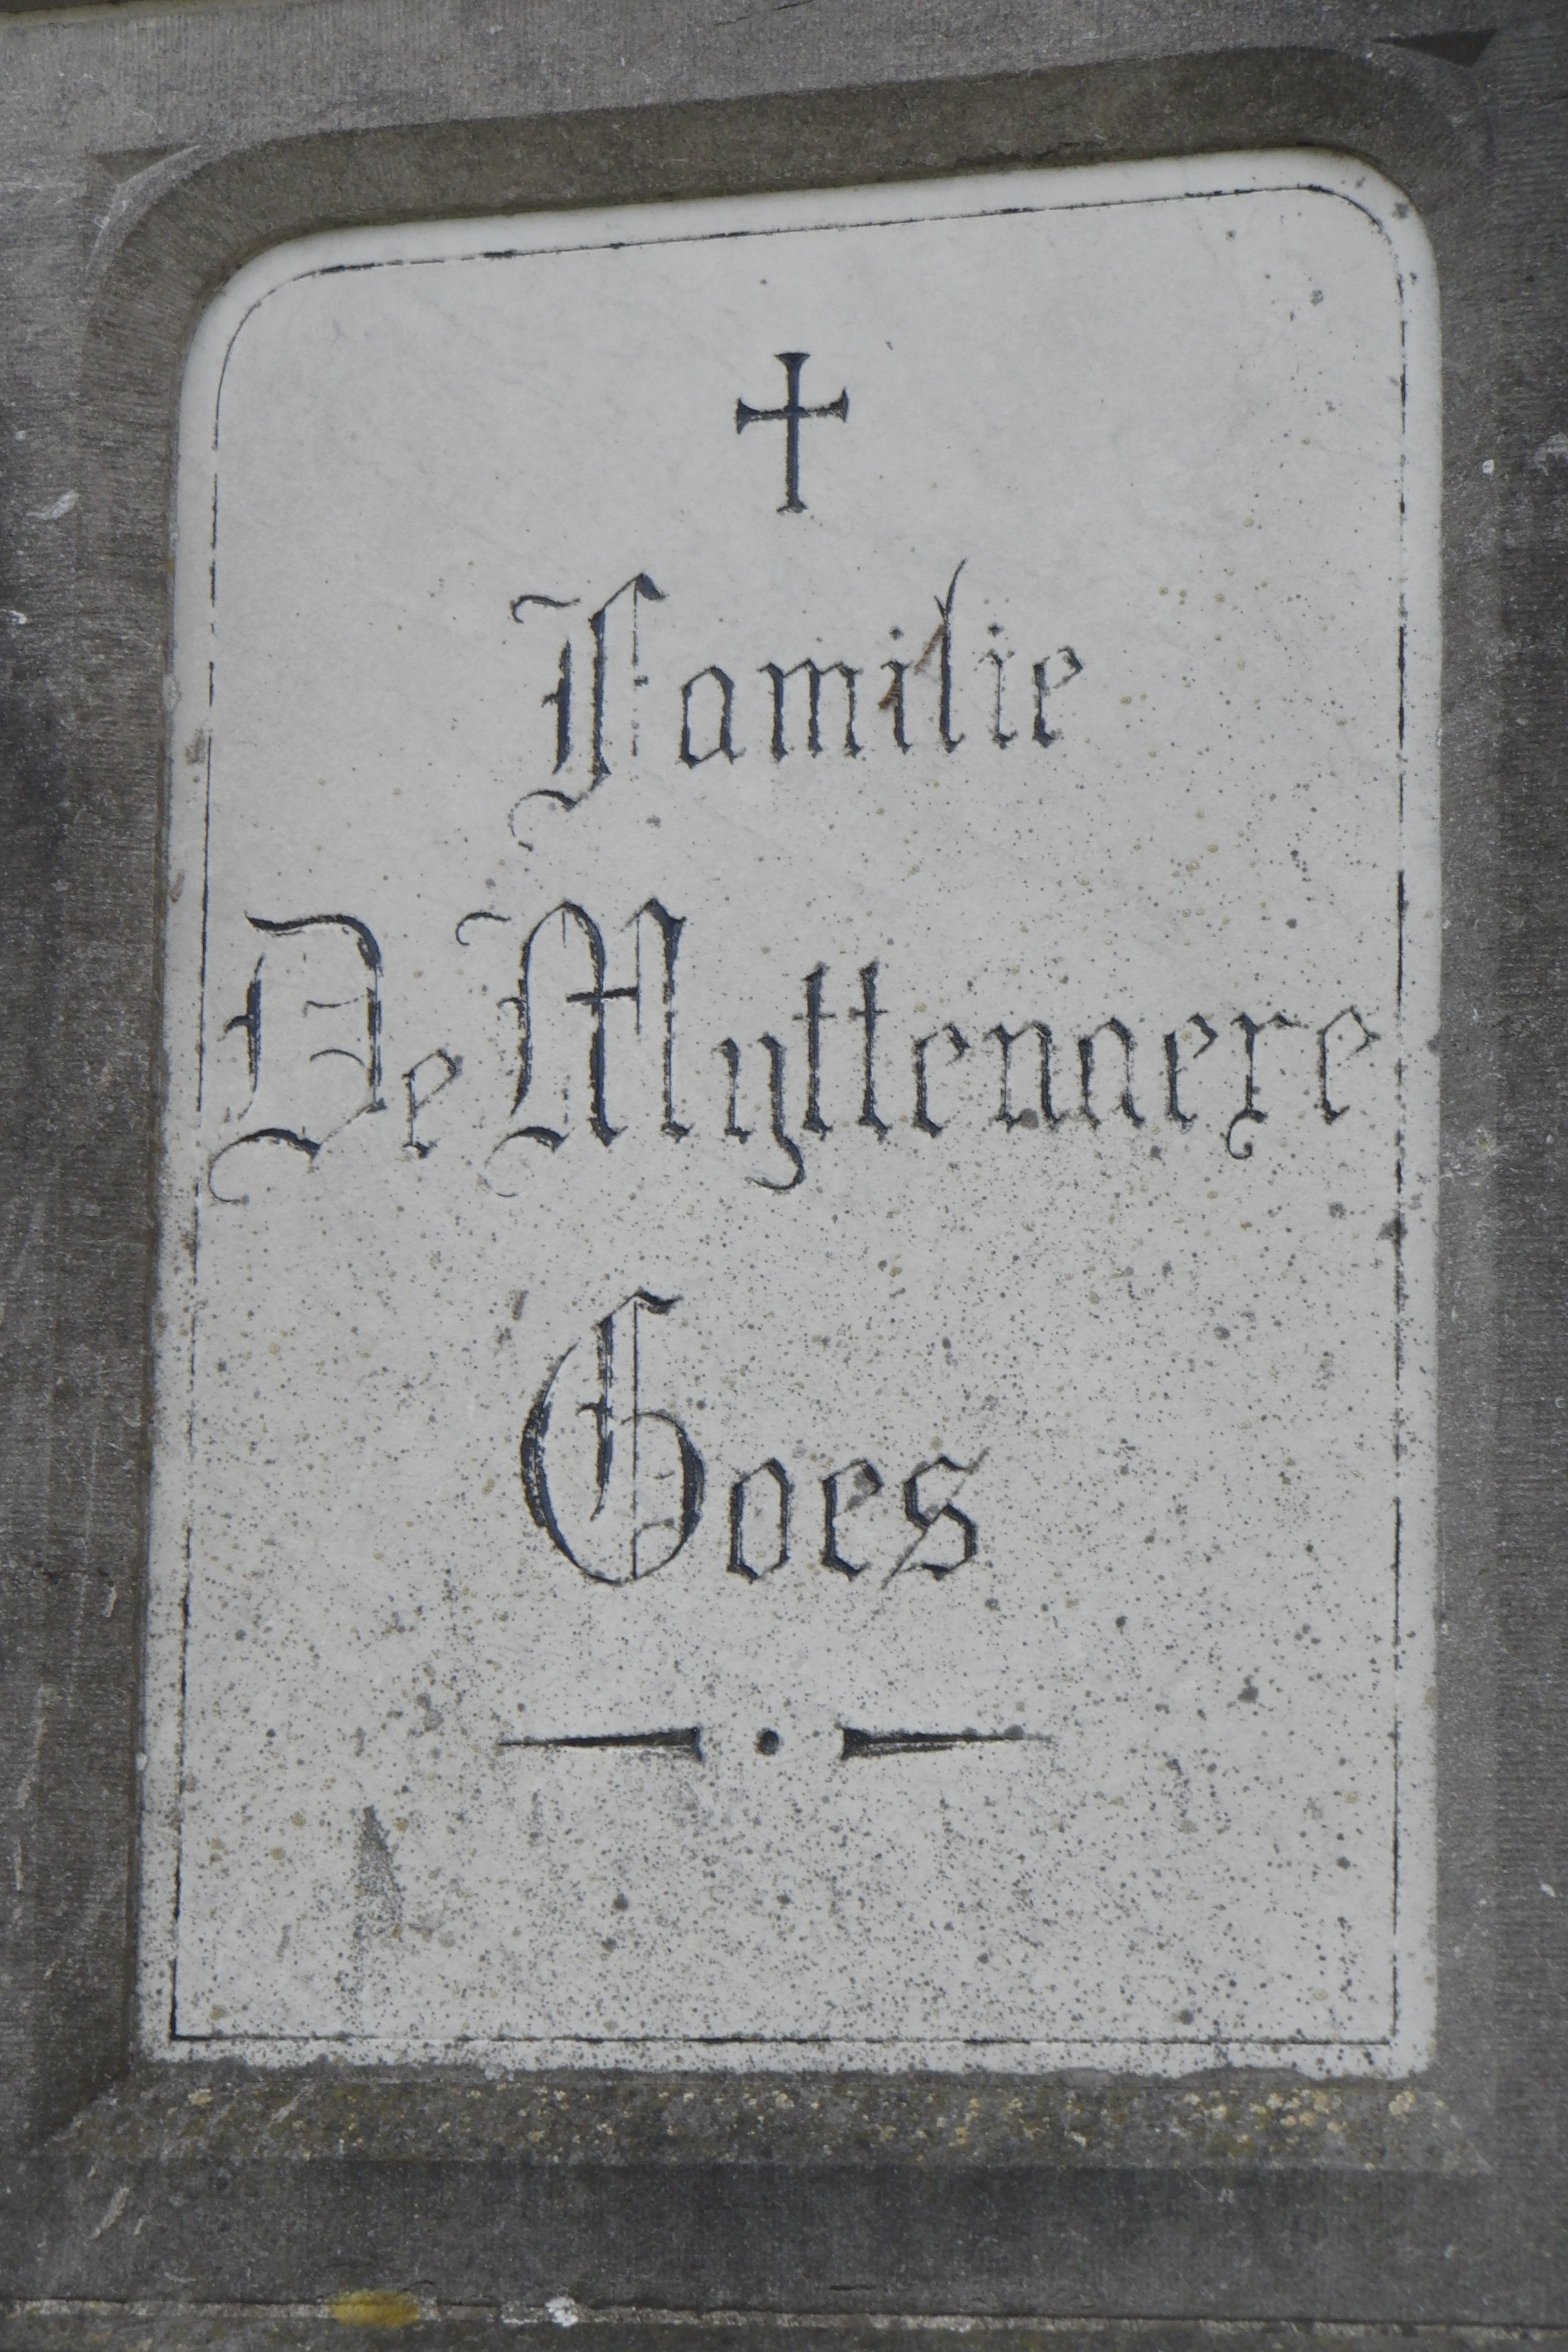 Familie
De Myttenaere
Goes